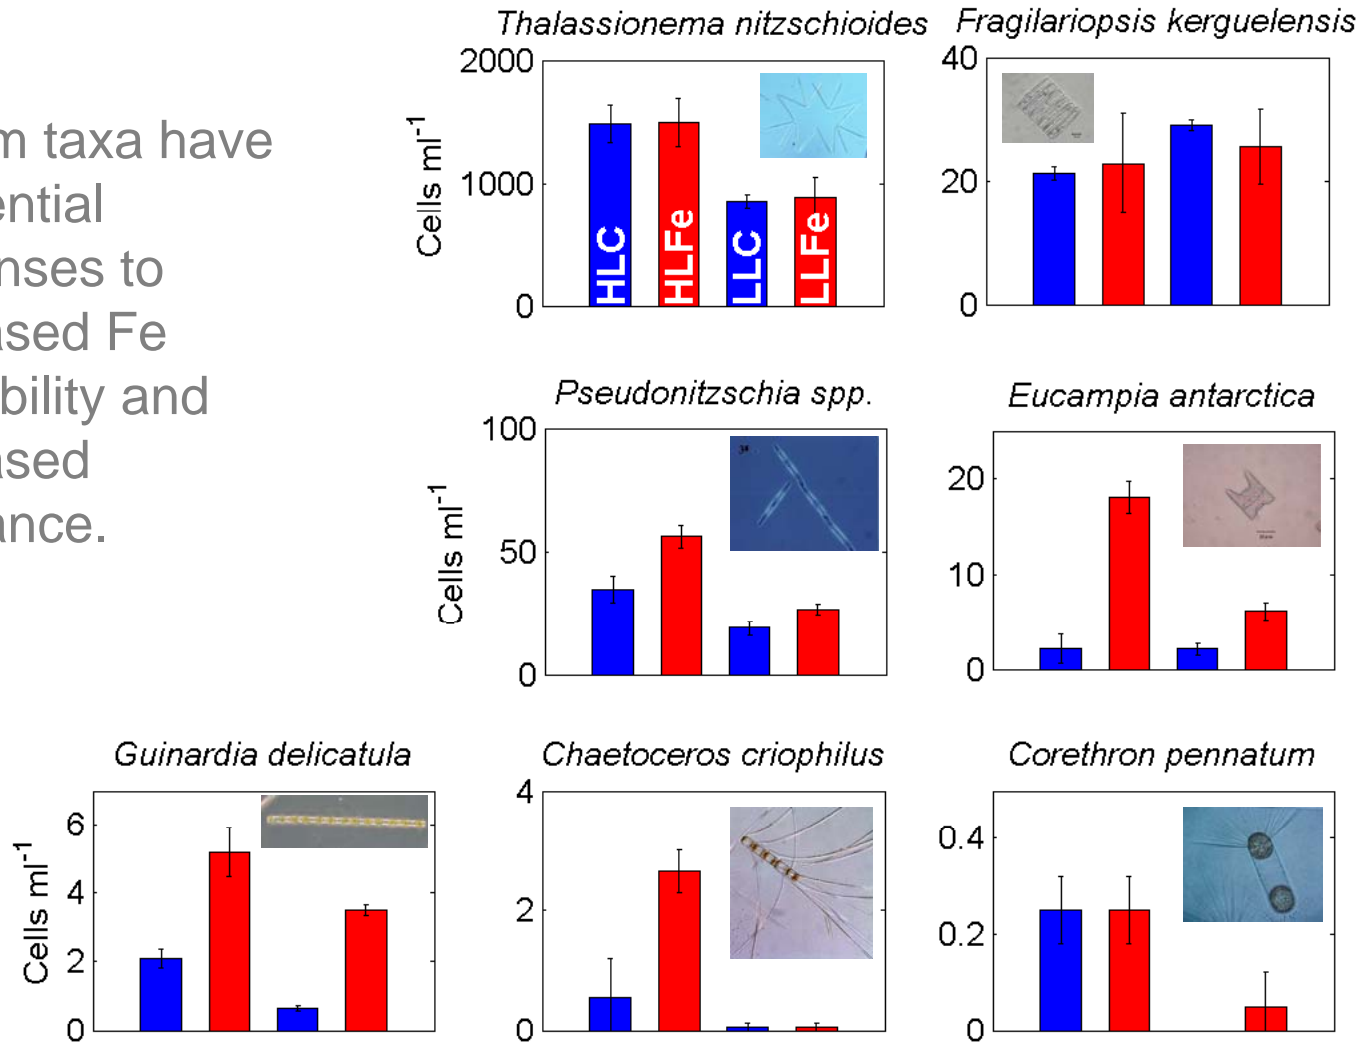 Thalassionema nitzschioides
Fragilariopsis kerguelensis
m taxa have
ential
nses to
ased Fe
bility and
ased
ance.
Cells ml-1
2000
1000
0
HLC
HLFe
LLC
LLFe
40
20
0
Pseudonitzschia spp.
Eucampia antarctica
Cells ml-1
100
50
0
20
10
0
Guinardia delicatula
Chaetoceros criophilus
Corethron pennatum
Cells ml-1
6
4
2
0
4
2
0
0.4
0.2
0